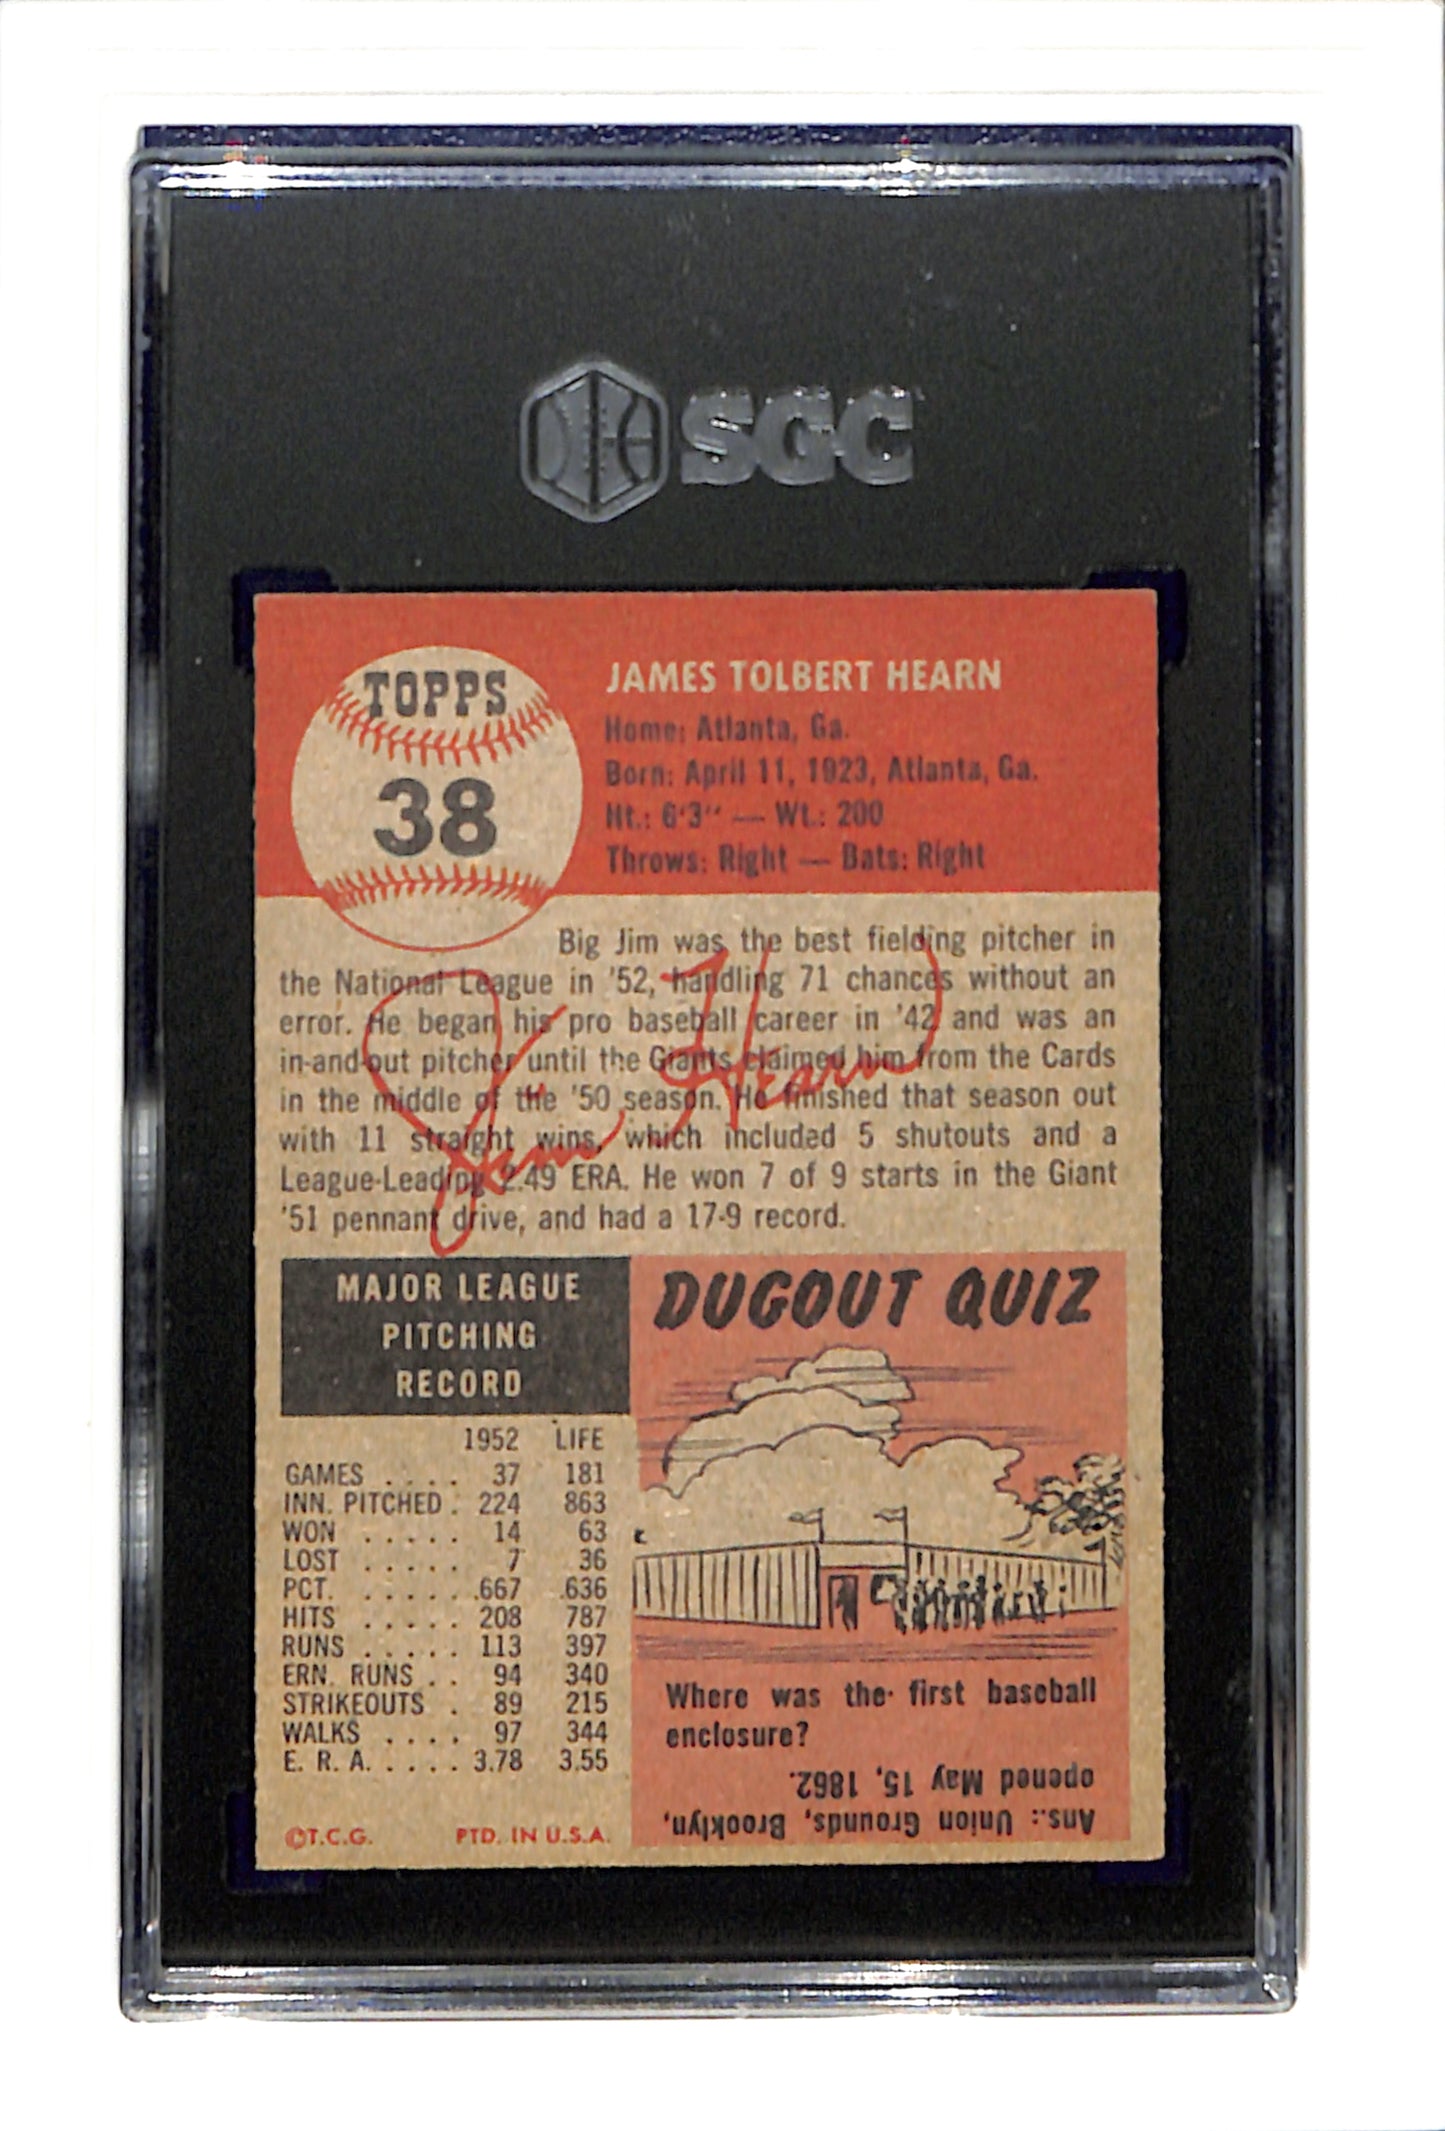 SGC
TOPPS
38
JAMES TOLBERT HEARN
Home: Atlanta, Ga.
Born: April 11, 1923, Atlanta, Ga.
Ht.: 6'3" — Wt.: 200
Throws: Right — Bats: Right
Big Jim was the best fielding pitcher in
the National League in '52, handling 71 chances without an
error. He began his pro baseball career in '42 and was an
in-and-out pitcher until the Giants claimed him from the Cards
in the middle of the '50 season. He finished that season out
with 11 straight wins, which included 5 shutouts and a
League-Leading 2.49 ERA. He won 7 of 9 starts in the Giant
'51 pennant drive, and had a 17-9 record.
Jim Hearn
MAJOR LEAGUE
PITCHING
RECORD
1952 LIFE
GAMES . . . . 37 181
INN. PITCHED . 224 863
WON . . . . . 14 63
LOST . . . . . 7 36
PCT. . . . . . .667 .636
HITS . . . . . 208 787
RUNS . . . . . 113 397
ERN. RUNS . . 94 340
STRIKEOUTS . 89 215
WALKS . . . . 97 344
E. R. A. . . . . 3.78 3.55
©T.C.G. PTD. IN U.S.A.
DUGOUT QUIZ
Where was the first baseball
enclosure?
Ans.: Union Grounds, Brooklyn,
opened May 15, 1862.